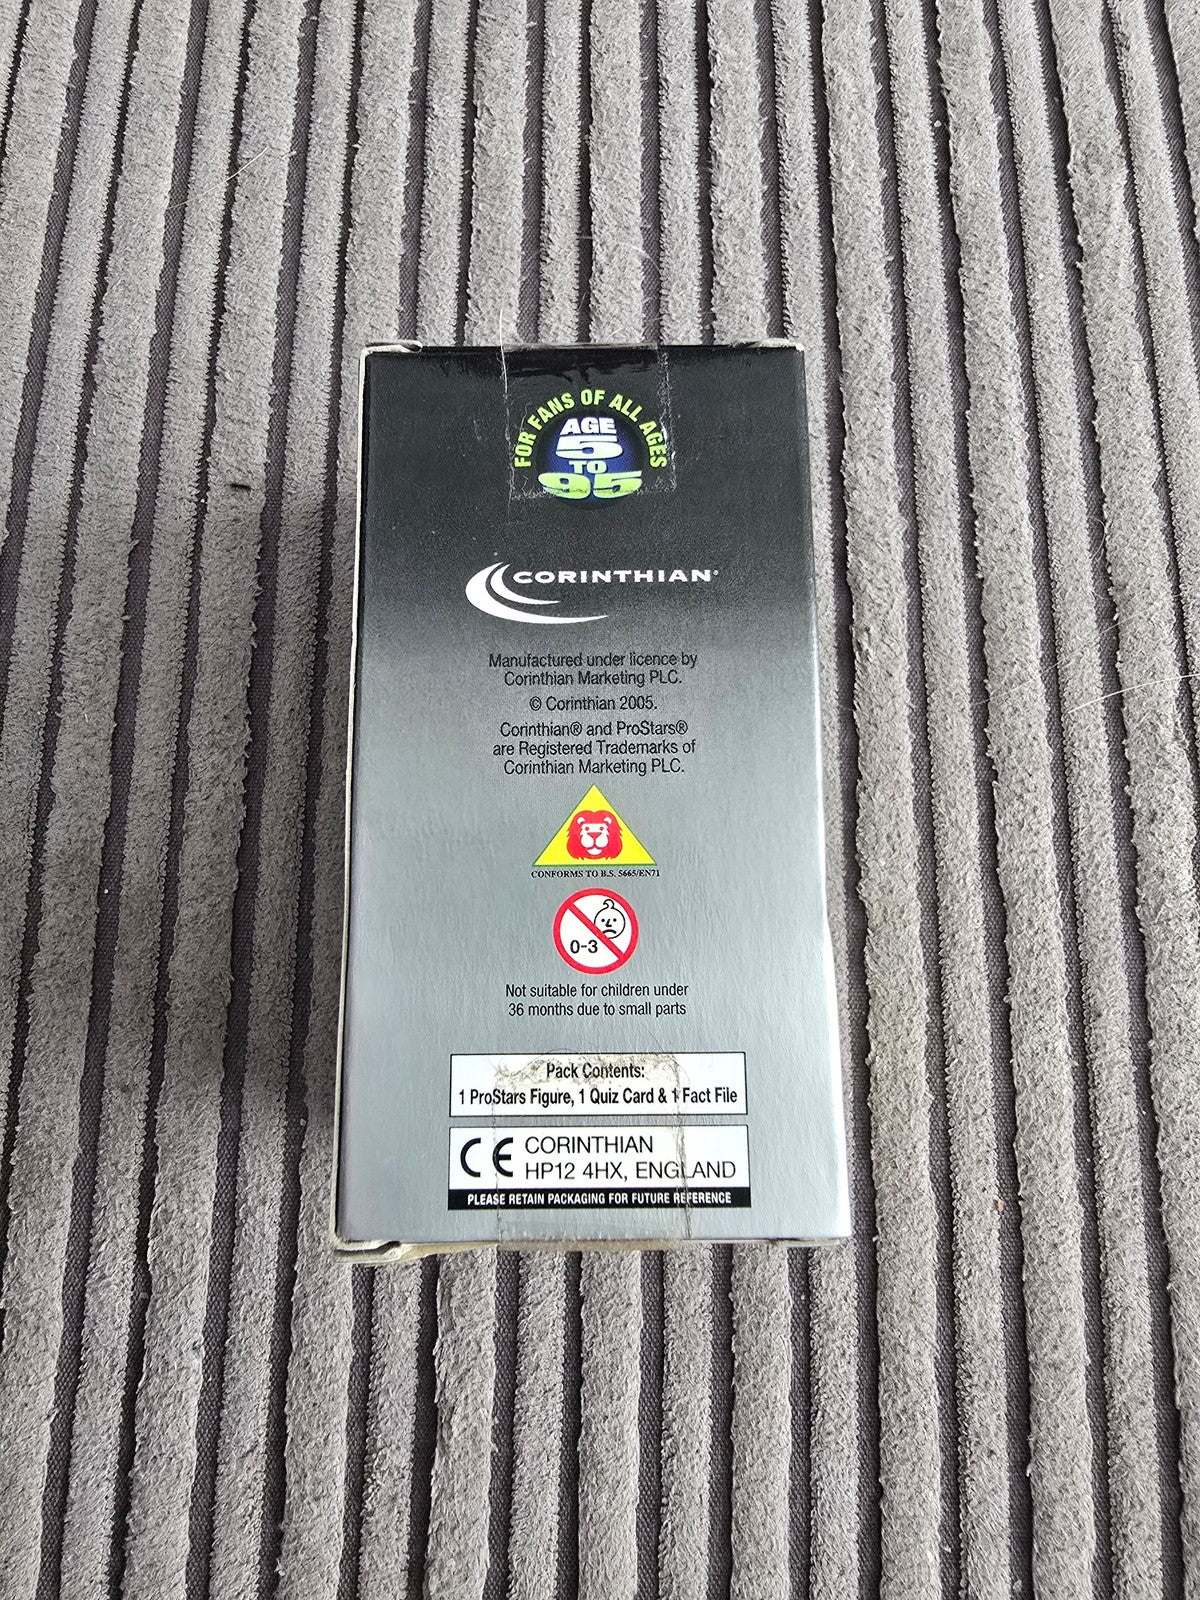 FOR FANS OF ALL AGES
AGE
5
TO
95
CORINTHIAN®
Manufactured under licence by
Corinthian Marketing PLC.
© Corinthian 2005.
Corinthian® and ProStars®
are Registered Trademarks of
Corinthian Marketing PLC.
CONFORMS TO B.S. 5665/EN71
0-3
Not suitable for children under
36 months due to small parts
Pack Contents:
1 ProStars Figure, 1 Quiz Card & 1 Fact File
CE CORINTHIAN
HP12 4HX, ENGLAND
PLEASE RETAIN PACKAGING FOR FUTURE REFERENCE